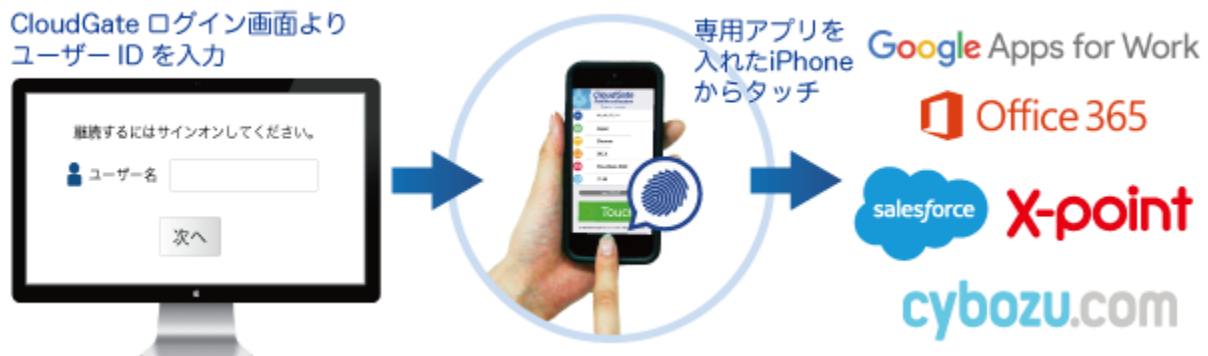 CloudGate ログイン画面より
ユーザー ID を入力
継続するにはサインオンしてください。
ユーザー名
次へ
CloudGate
Touch
専用アプリを
入れたiPhone
からタッチ
Google Apps for Work
Office 365
salesforce
X-point
cybozu.com